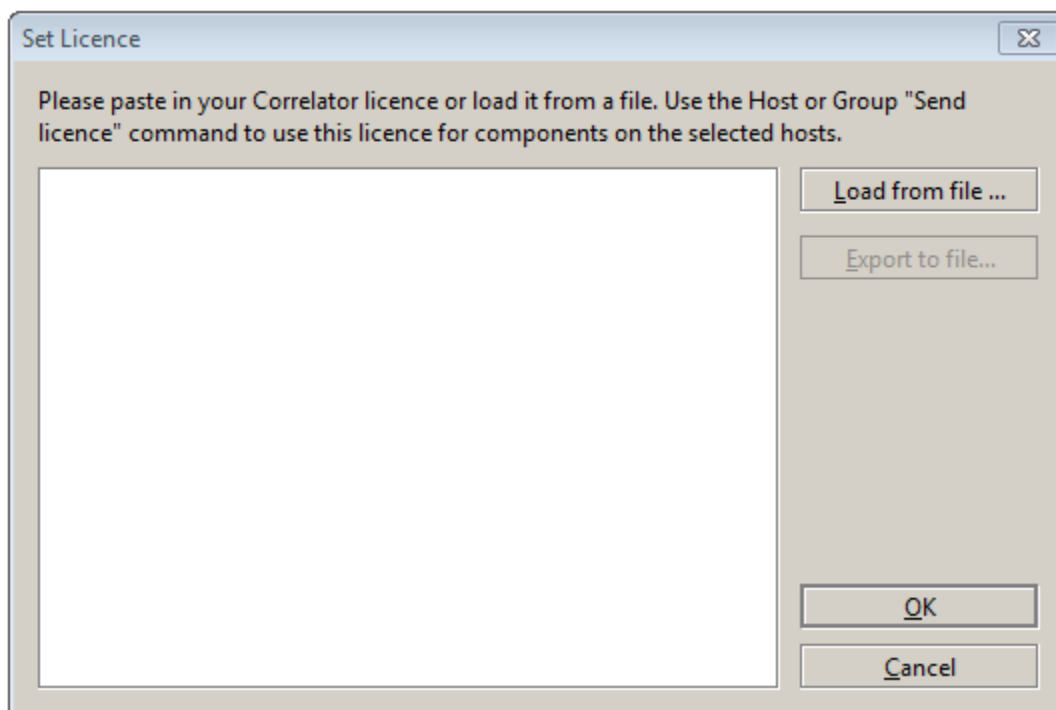 Set Licence
Please paste in your Correlator licence or load it from a file. Use the Host or Group "Send
licence" command to use this licence for components on the selected hosts.
Load from file ...
Export to file...
OK
Cancel